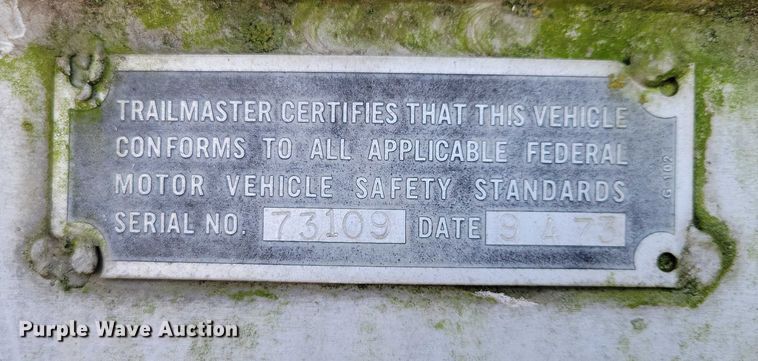 TRAILMASTER CERTIFIES THAT THIS VEHICLE
CONFORMS TO ALL APPLICABLE FEDERAL
MOTOR VEHICLE SAFETY STANDARDS
SERIAL NO. 73109 DATE 9 4 73
G 102
Purple Wave Auction